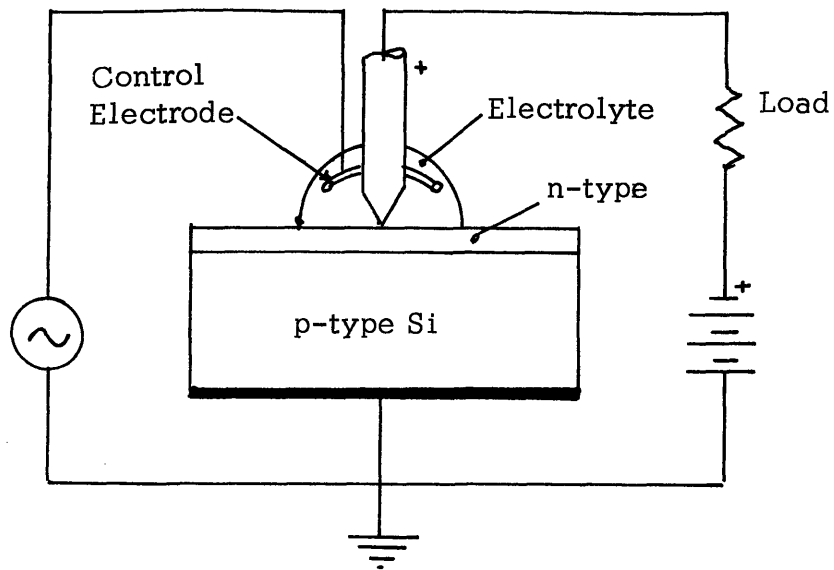 Control
Electrode
+
Electrolyte
Load
n-type
+
p-type Si